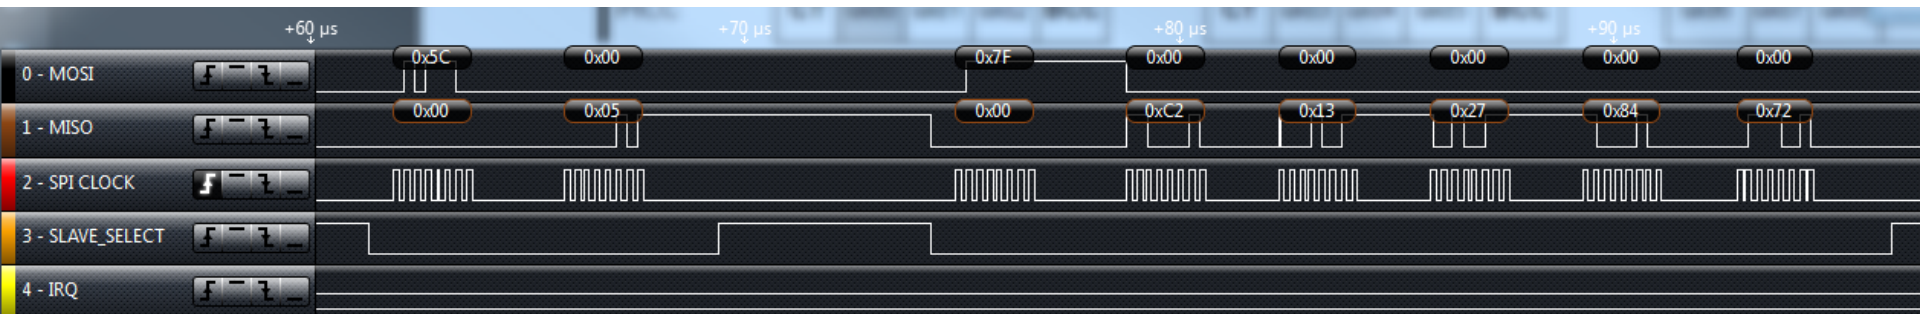 +60 µs +70 µs +80 µs +90 µs
0 - MOSI 0x5C 0x00 0x7F 0x00 0x00 0x00 0x00 0x00
1 - MISO 0x00 0x05 0x00 0xC2 0x13 0x27 0x84 0x72
2 - SPI CLOCK
3 - SLAVE_SELECT
4 - IRQ